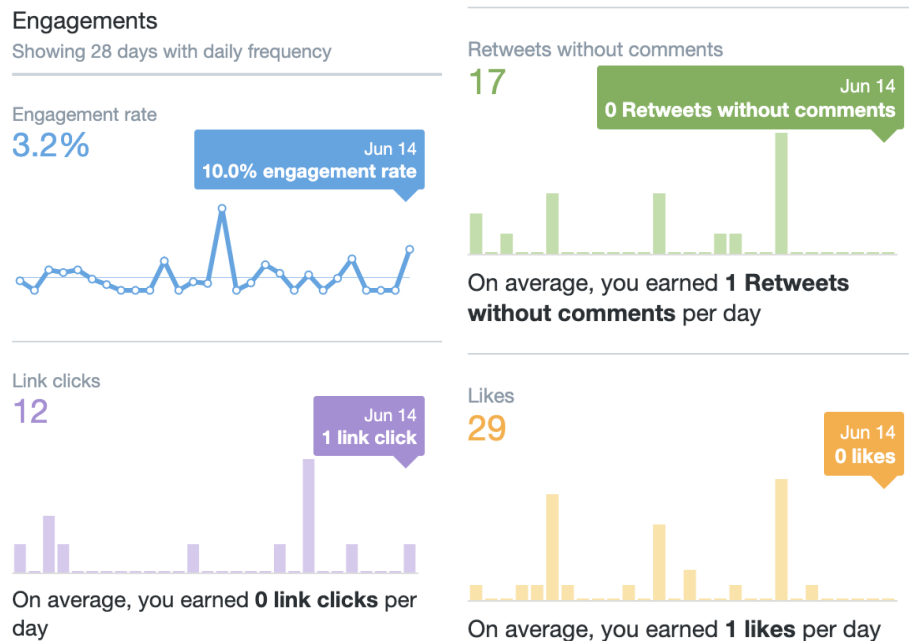 Engagements
Showing 28 days with daily frequency
Engagement rate
3.2%
Jun 14
10.0% engagement rate
Link clicks
12
Jun 14
1 link click
On average, you earned 0 link clicks per
day
Retweets without comments
17
Jun 14
0 Retweets without comments
On average, you earned 1 Retweets
without comments per day
Likes
29
Jun 14
0 likes
On average, you earned 1 likes per day